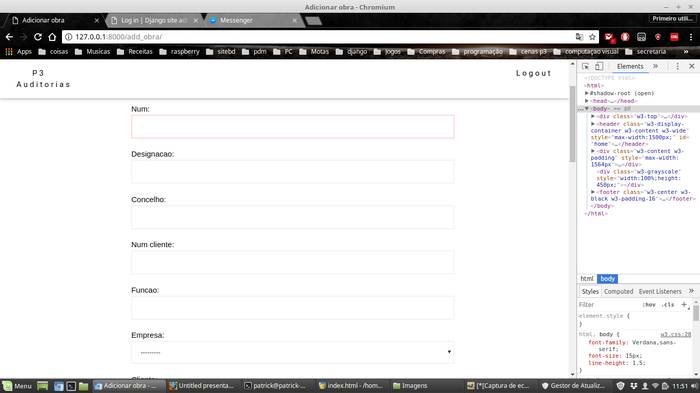 Adicionar obra - Chromium
Adicionar obra
Log in | Django site ad
Messenger
Primeiro utili...
127.0.0.1:8000/add_obra/
Apps coisas Musicas Receitas raspberry sitebd pdm PC Motas django Jogos Compras programação cenas p3 computação visual secretaria
P3
Auditorias
Logout
Num:
Designacao:
Concelho:
Num cliente:
Funcao:
Empresa:
---------
Elements
<!DOCTYPE html>
<html>
#shadow-root (open)
<head>…</head>
<body> == $0
<div class="w3-top">…</div>
<header class="w3-display-
container w3-content w3-wide"
style="max-width:1500px;" id=
"home">…</header>
<div class="w3-content w3-
padding" style="max-width:
1564px">…</div>
<div class="w3-grayscale"
style="width:100%;height:
450px;"></div>
<footer class="w3-center w3-
black w3-padding-16">…</footer>
</body>
</html>
html body
Styles Computed Event Listeners
Filter :hov .cls +
element.style {
}
html, body { w3.css:28
font-family: Verdana,sans-
serif;
font-size: 15px;
line-height: 1.5;
}
Menu
Adicionar obra - ...
Untitled presenta...
patrick@patrick-...
index.html - /hom...
Imagens
[*[Captura de ec...
Gestor de Atualiz...
11:51